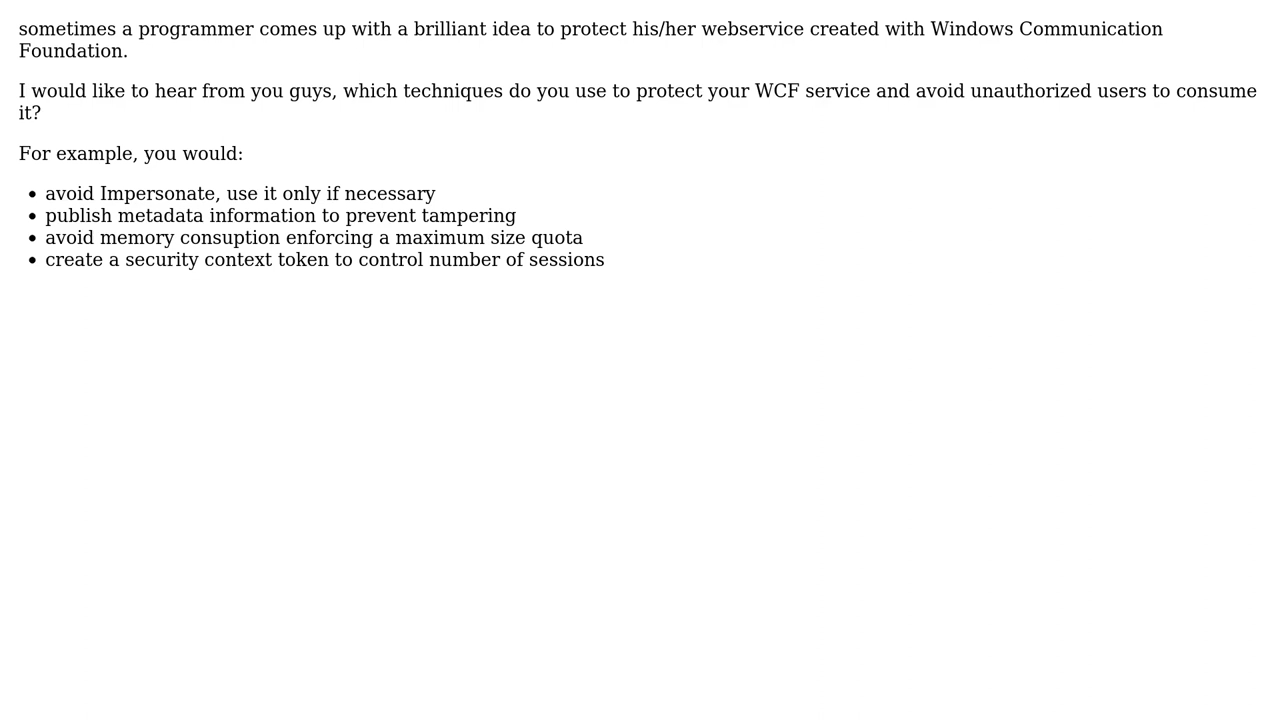 sometimes a programmer comes up with a brilliant idea to protect his/her webservice created with Windows Communication
Foundation.
I would like to hear from you guys, which techniques do you use to protect your WCF service and avoid unauthorized users to consume
it?
For example, you would:
• avoid Impersonate, use it only if necessary
• publish metadata information to prevent tampering
• avoid memory consuption enforcing a maximum size quota
• create a security context token to control number of sessions